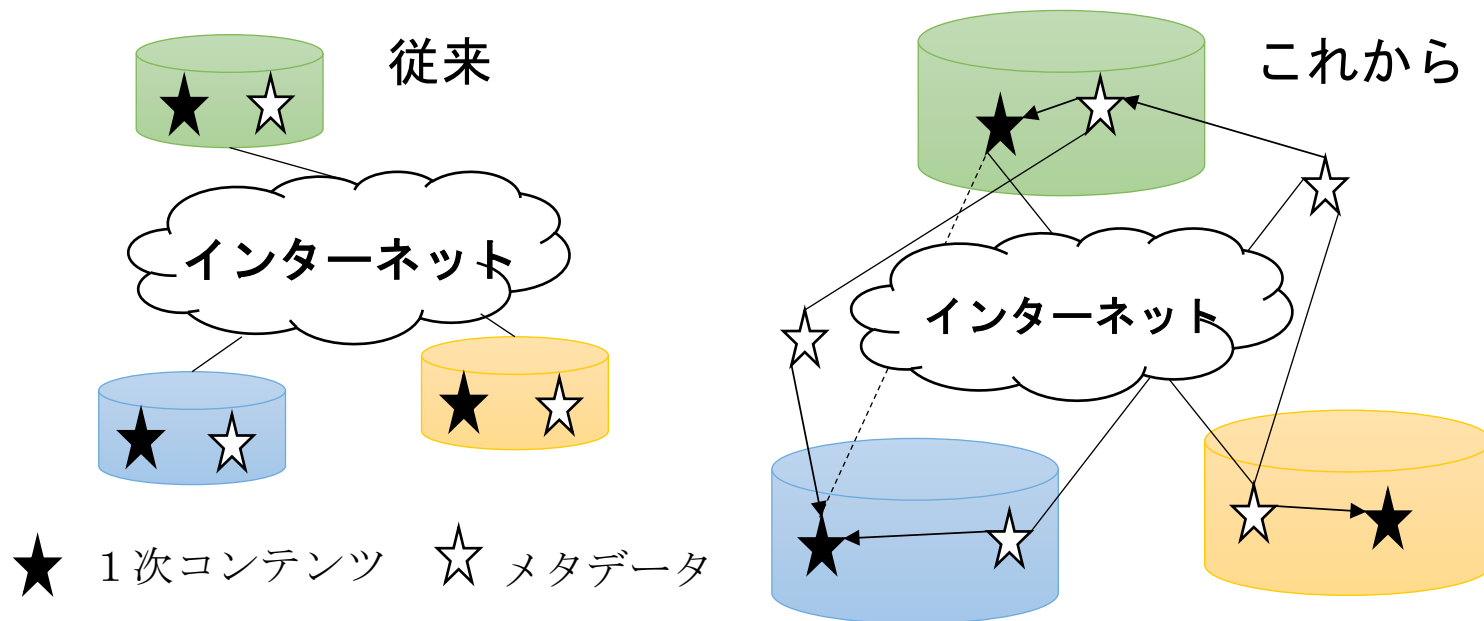 従来
インターネット
１次コンテンツ
メタデータ
これから
インターネット